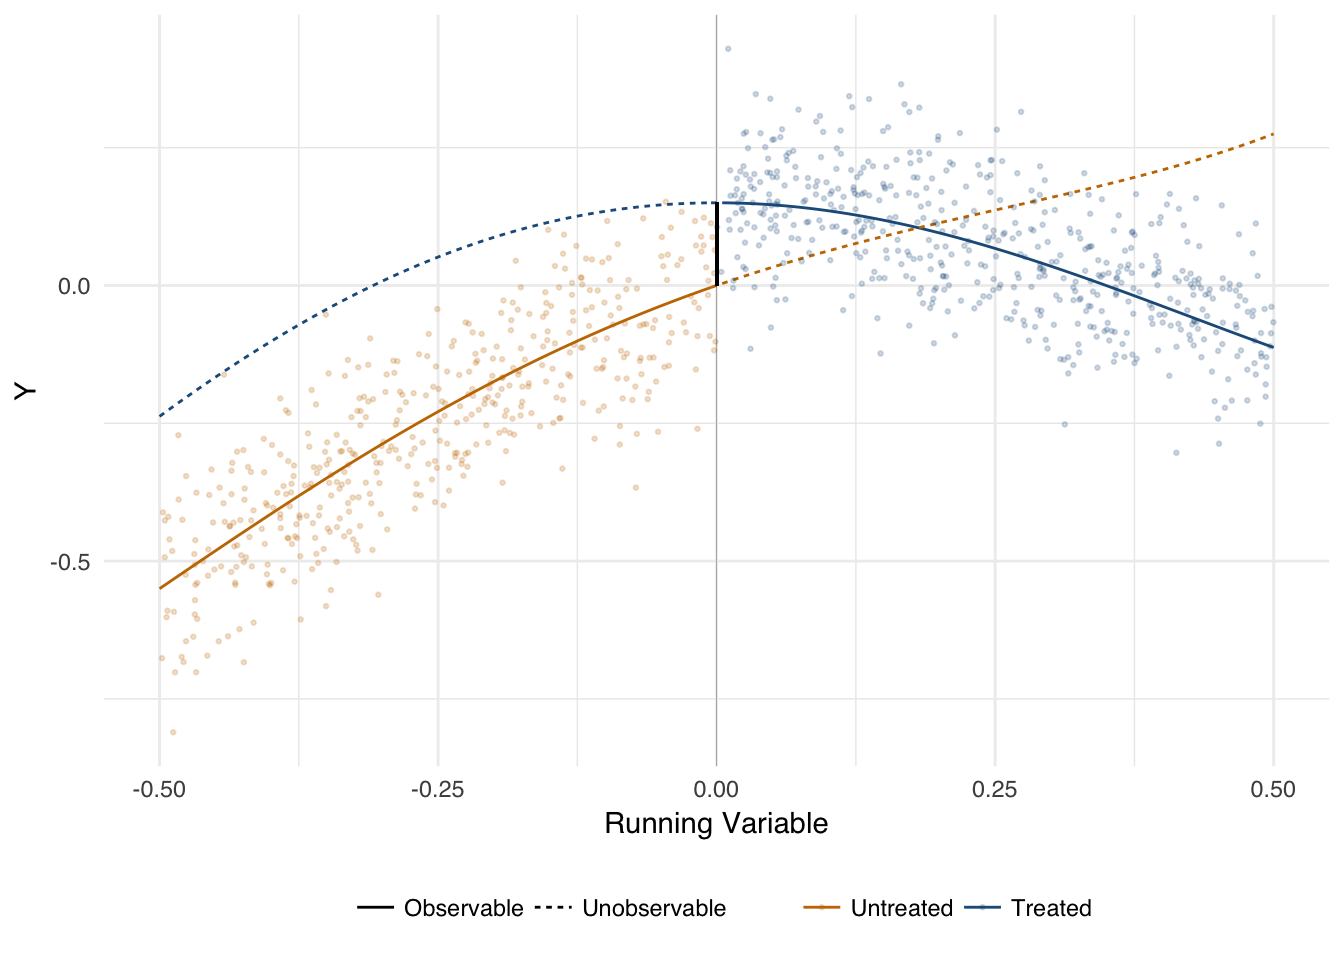 Y
0.0
-0.5
-0.50 -0.25 0.00 0.25 0.50
Running Variable
Observable Unobservable Untreated Treated